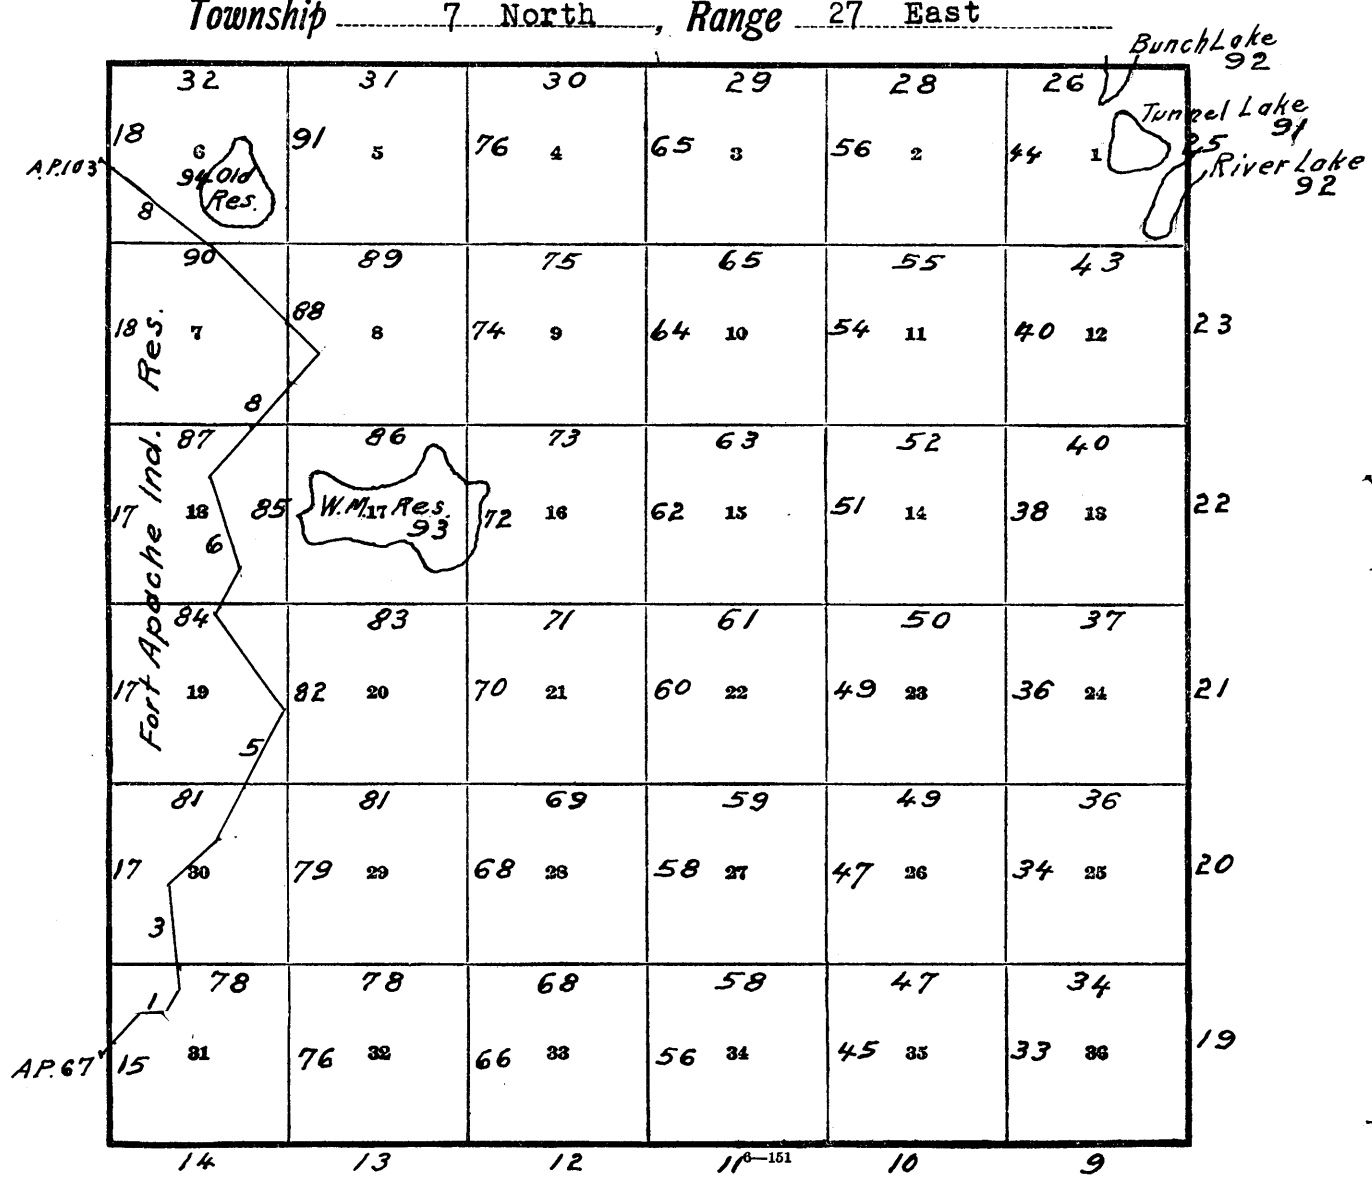 Township 7 North, Range 27 East
Bunch Lake
92
32 31 30 29 28 26
Tunnel Lake
91
18 6 91 5 76 4 65 3 56 2 44 1 25
A.P. 103
River Lake
92
94 Old
Res.
8
90 89 75 65 55 43
88
18 7 8 74 9 64 10 54 11 40 12 23
8
87 86 73 63 52 40
17 18 85 W.M. 17 Res. 72 16 62 15 51 14 38 13 22
93
6
Fort Apache Ind. Res.
84 83 71 61 50 37
17 19 82 20 70 21 60 22 49 23 36 24 21
5
81 81 69 59 49 36
17 30 79 29 68 28 58 27 47 26 34 25 20
3
78 78 68 58 47 34
1
A.P. 67 15 31 76 32 66 33 56 34 45 35 33 36 19
14 13 12 11 6—151 10 9